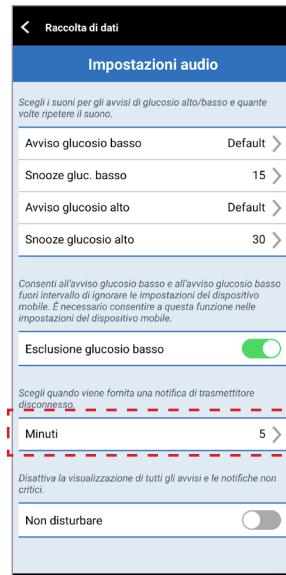 Raccolta di dati
Impostazioni audio
Scegli i suoni per gli avvisi di glucosio alto/basso e quante
volte ripetere il suono.
Avviso glucosio basso Default
Snooze gluc. basso 15
Avviso glucosio alto Default
Snooze glucosio alto 30
Consenti all'avviso glucosio basso e all'avviso glucosio basso
fuori intervallo di ignorare le impostazioni del dispositivo
mobile. È necessario consentire a questa funzione nelle
impostazioni del dispositivo mobile.
Esclusione glucosio basso
Scegli quando viene fornita una notifica di trasmettitore
disconnesso.
Minuti 5
Disattiva la visualizzazione di tutti gli avvisi e le notifiche non
critici.
Non disturbare